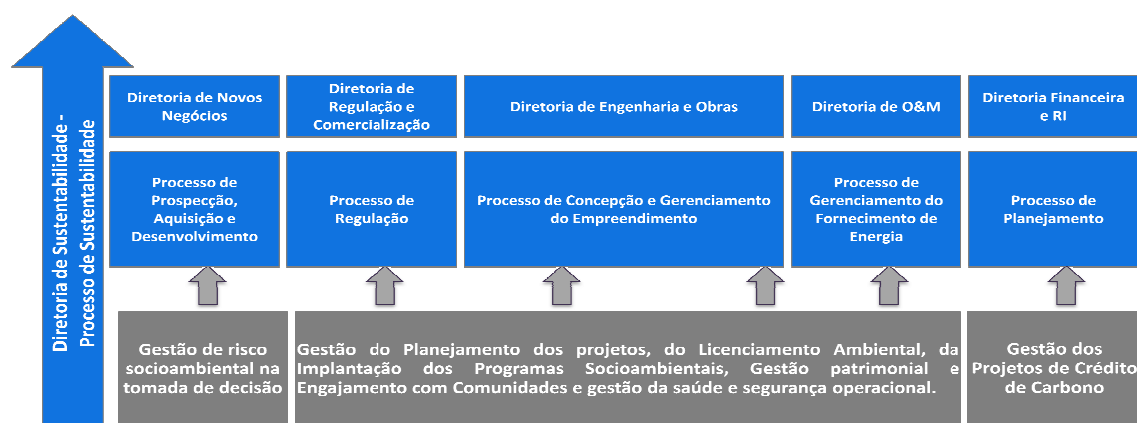 Diretoria de Sustentabilidade -
Processo de Sustentabilidade
Diretoria de Novos
Negócios
Diretoria de
Regulação e
Comercialização
Diretoria de Engenharia e Obras
Diretoria de O&M
Diretoria Financeira
e RI
Processo de
Prospecção,
Aquisição e
Desenvolvimento
Processo de
Regulação
Processo de Concepção e Gerenciamento
do Empreendimento
Processo de
Gerenciamento do
Fornecimento de
Energia
Processo de
Planejamento
Gestão de risco
socioambiental na
tomada de decisão
Gestão do Planejamento dos projetos, do Licenciamento Ambiental, da
Implantação dos Programas Socioambientais, Gestão patrimonial e
Engajamento com Comunidades e gestão da saúde e segurança operacional.
Gestão dos
Projetos de Crédito
de Carbono